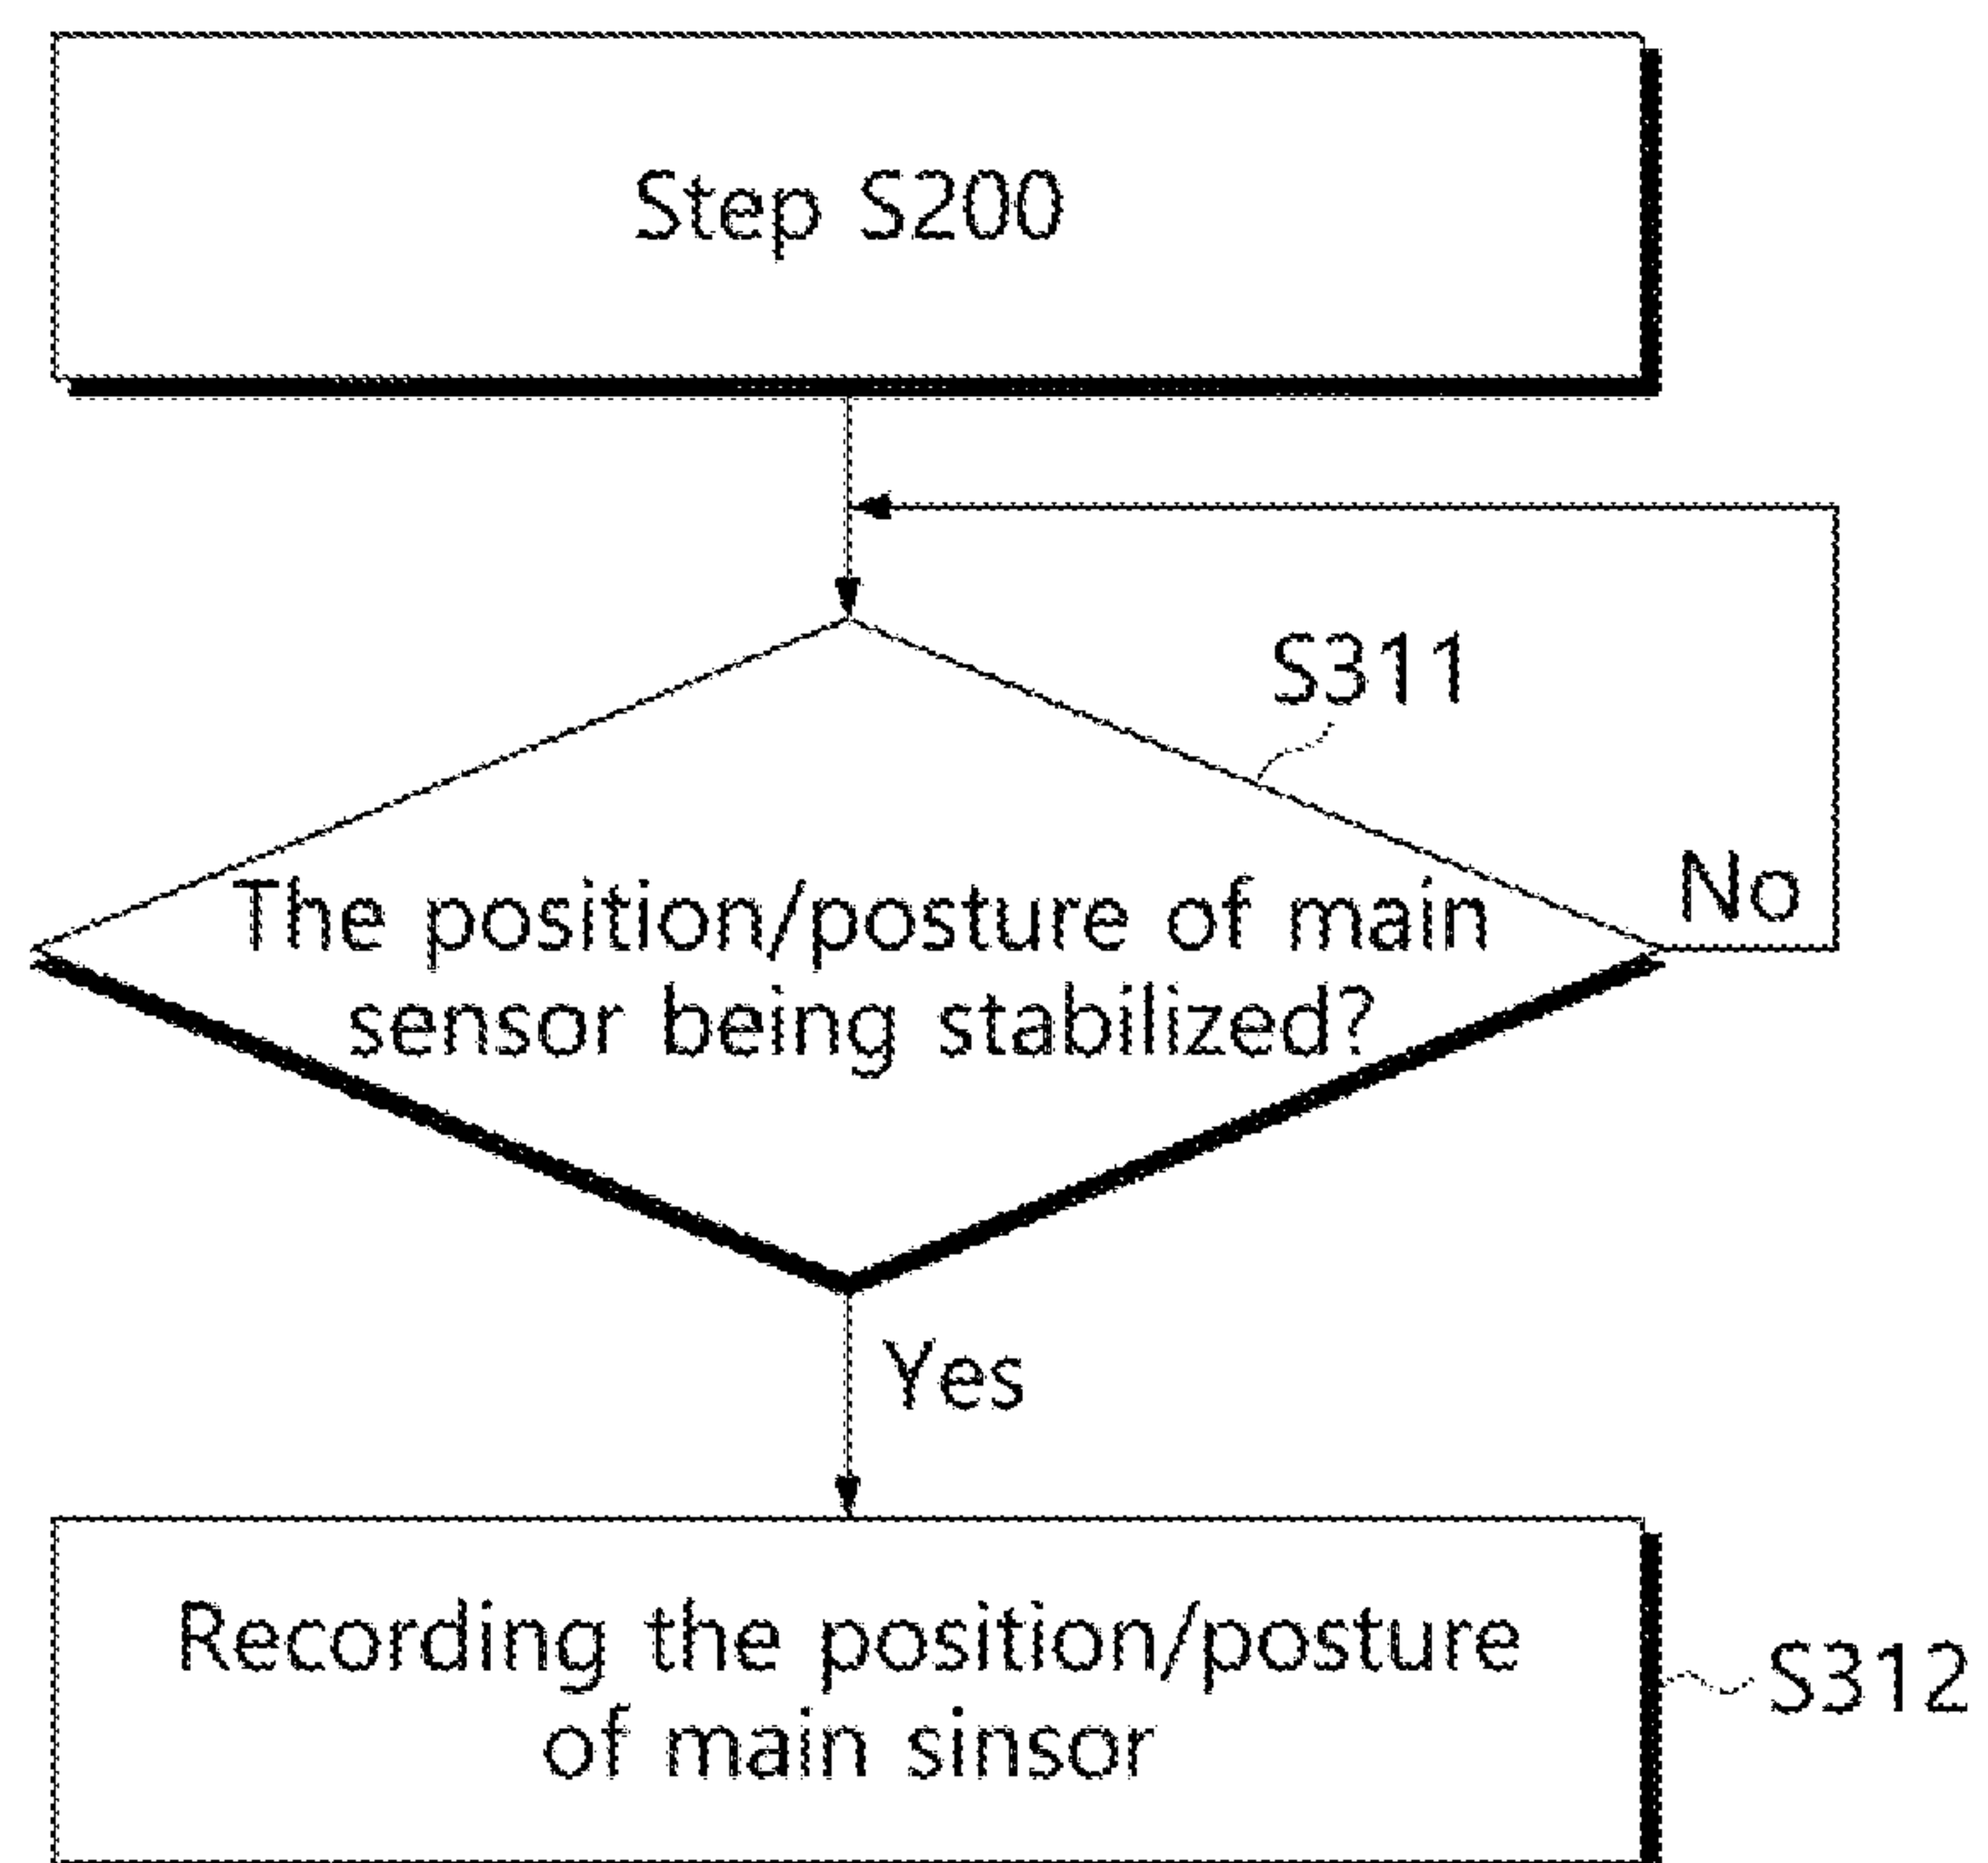 Step S200
S311
No
The position/posture of main
sensor being stabilized?
Yes
Recording the position/posture
of main sinsor
S312